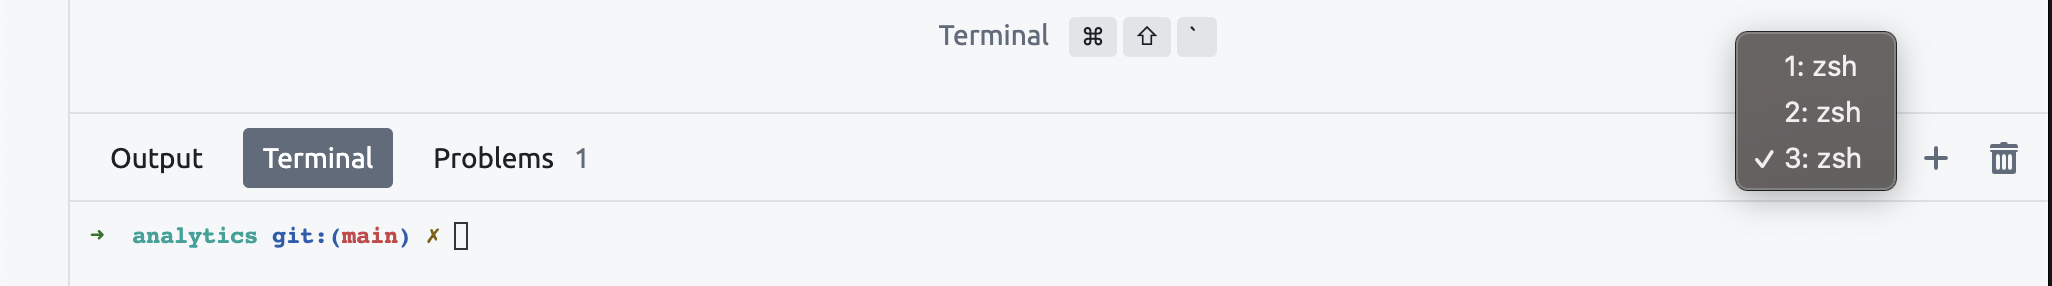 Terminal ⌘ ⇧ `
1: zsh
2: zsh
✓ 3: zsh
Output Terminal Problems 1
➜ analytics git:(main) ✗